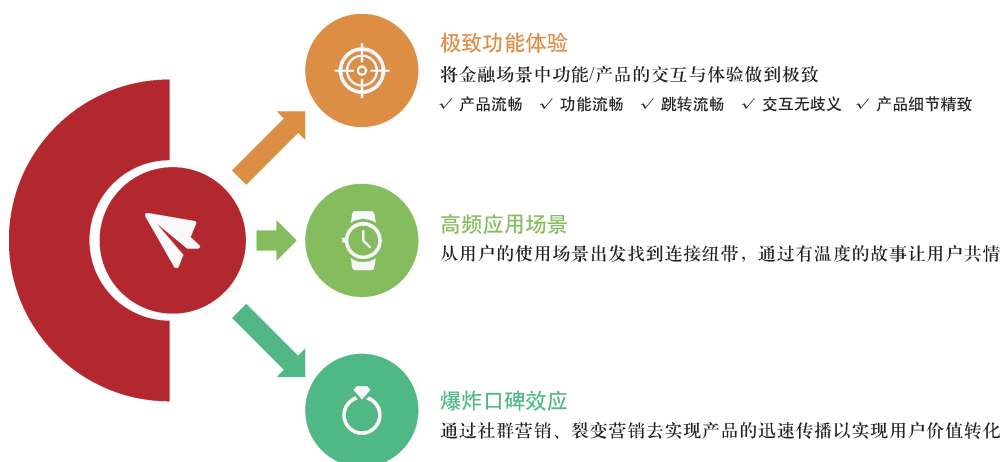 极致功能体验
将金融场景中功能/产品的交互与体验做到极致
✓ 产品流畅 ✓ 功能流畅 ✓ 跳转流畅 ✓ 交互无歧义 ✓ 产品细节精致
高频应用场景
从用户的使用场景出发找到连接纽带，通过有温度的故事让用户共情
爆炸口碑效应
通过社群营销、裂变营销去实现产品的迅速传播以实现用户价值转化